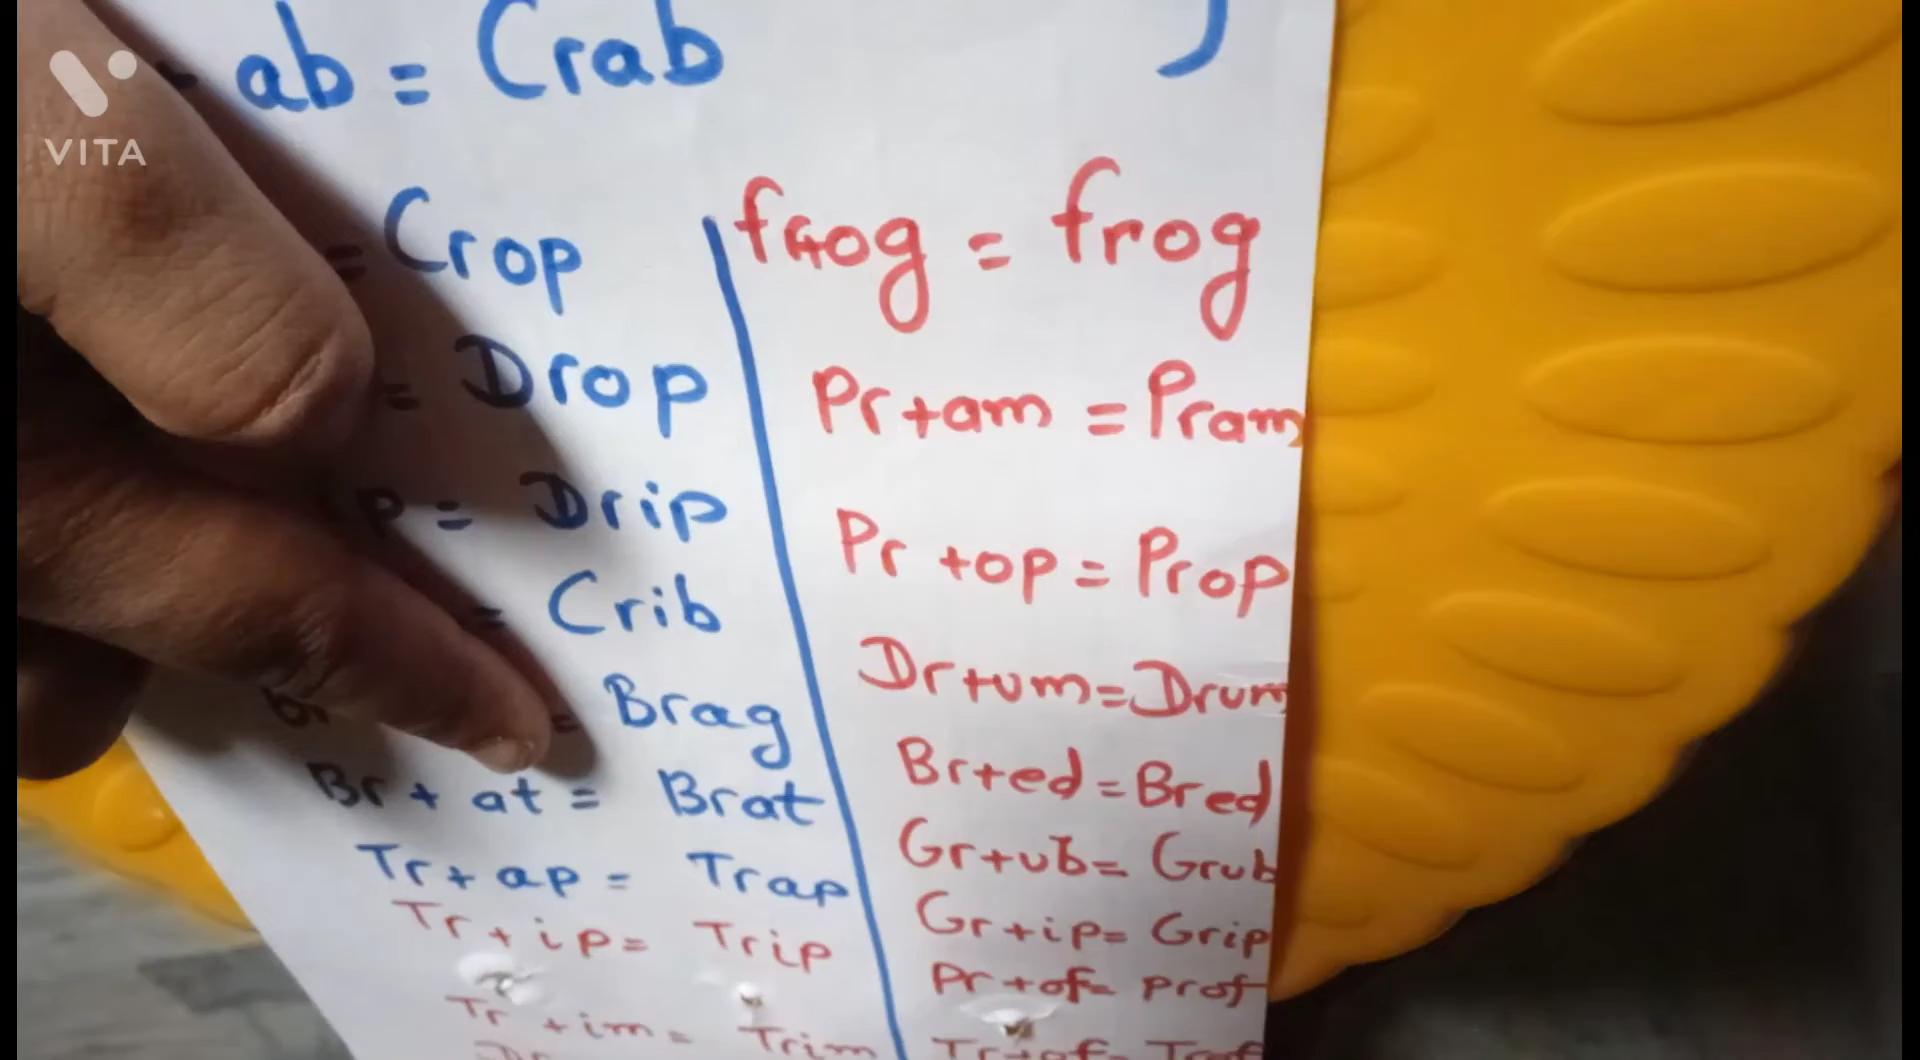 VITA
ab = Crab
= Crop
= Drop
p = Drip
= Crib
br = Brag
Br + at = Brat
Tr + ap = Trap
Tr + ip = Trip
Tr + im = Trim
frog = frog
Pr + am = Pram
Pr + op = Prop
Dr + um = Drum
Br + ed = Bred
Gr + ub = Grub
Gr + ip = Grip
Pr + of = prof